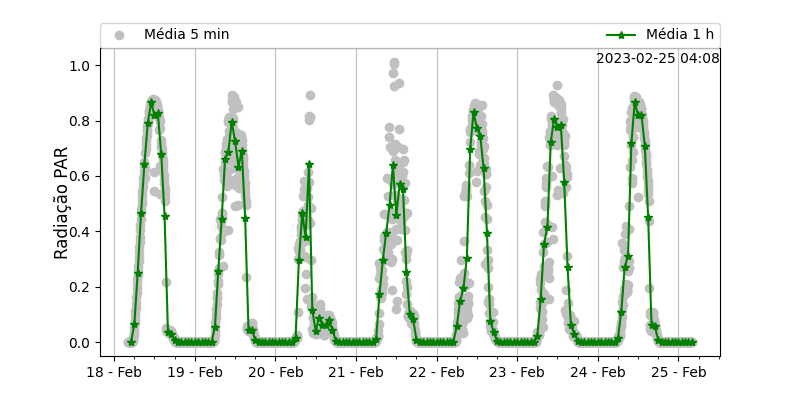 Média 5 min
Média 1 h
2023-02-25 04:08
Radiação PAR
1.0
0.8
0.6
0.4
0.2
0.0
18 - Feb
19 - Feb
20 - Feb
21 - Feb
22 - Feb
23 - Feb
24 - Feb
25 - Feb